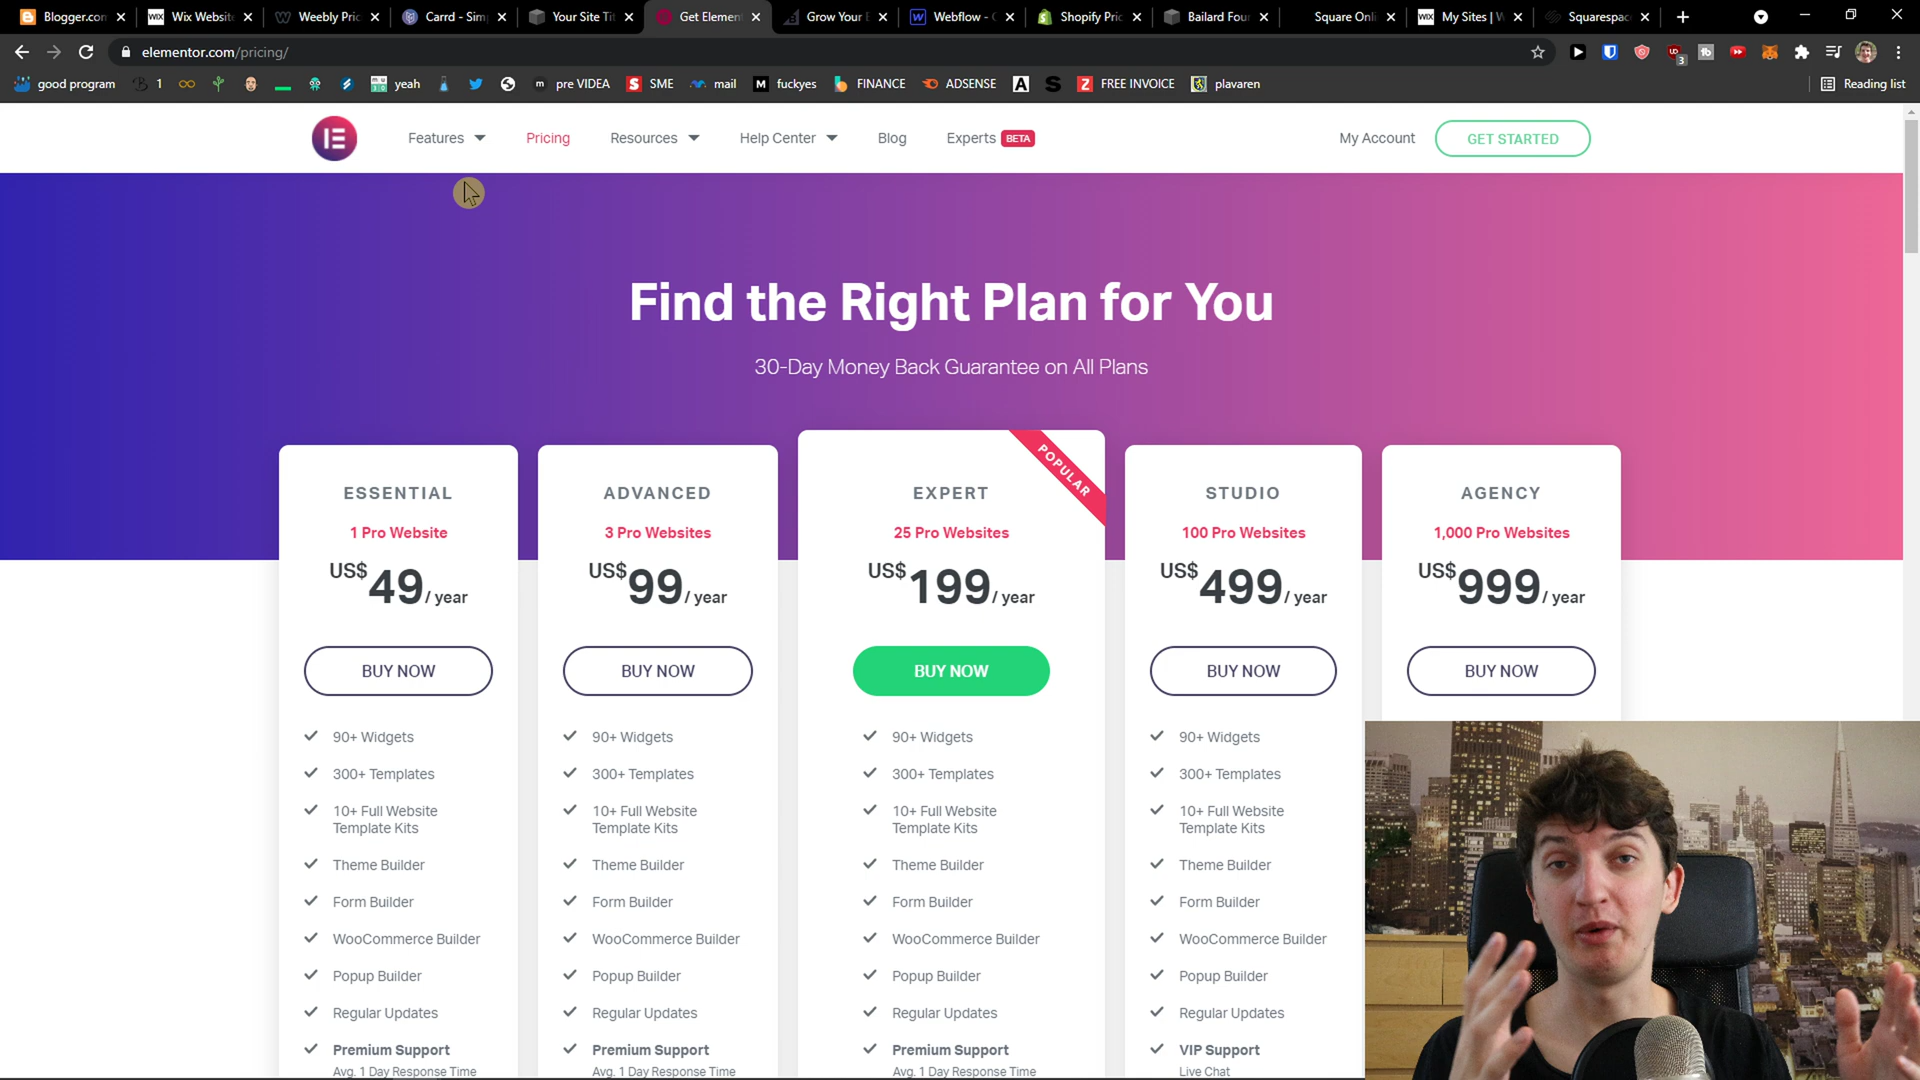 Blogger.com
Wix Website
Weebly Pric
Carrd - Sim
Your Site Tit
Get Element
Grow Your
Webflow -
Shopify Pric
Bailard Four
Square Onli
My Sites |
Squarespac
elementor.com/pricing/
3
good program
1
yeah
pre VIDEA
SME
mail
fuckyes
FINANCE
ADSENSE
FREE INVOICE
plavaren
Reading list
Features
Pricing
Resources
Help Center
Blog
Experts BETA
My Account
GET STARTED
Find the Right Plan for You
30-Day Money Back Guarantee on All Plans
ESSENTIAL
1 Pro Website
US$49/ year
BUY NOW
90+ Widgets
300+ Templates
10+ Full Website
Template Kits
Theme Builder
Form Builder
WooCommerce Builder
Popup Builder
Regular Updates
Premium Support
Avg. 1 Day Response Time
ADVANCED
3 Pro Websites
US$99/ year
BUY NOW
90+ Widgets
300+ Templates
10+ Full Website
Template Kits
Theme Builder
Form Builder
WooCommerce Builder
Popup Builder
Regular Updates
Premium Support
Avg. 1 Day Response Time
POPULAR
EXPERT
25 Pro Websites
US$199/ year
BUY NOW
90+ Widgets
300+ Templates
10+ Full Website
Template Kits
Theme Builder
Form Builder
WooCommerce Builder
Popup Builder
Regular Updates
Premium Support
Avg. 1 Day Response Time
STUDIO
100 Pro Websites
US$499/ year
BUY NOW
90+ Widgets
300+ Templates
10+ Full Website
Template Kits
Theme Builder
Form Builder
WooCommerce Builder
Popup Builder
Regular Updates
VIP Support
Live Chat
AGENCY
1,000 Pro Websites
US$999/ year
BUY NOW